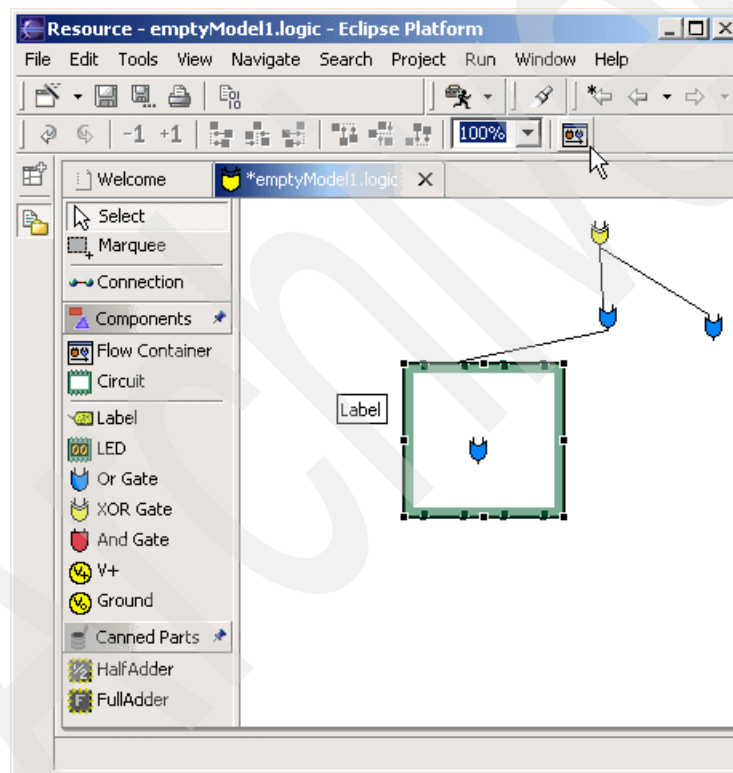 Resource - emptyModel1.logic - Eclipse Platform
File Edit Tools View Navigate Search Project Run Window Help
-1 +1 100%
Welcome *emptyModel1.logic
Select
Marquee
Connection
Components
Flow Container
Circuit
Label
Label
LED
Or Gate
XOR Gate
And Gate
V+
Ground
Canned Parts
HalfAdder
FullAdder